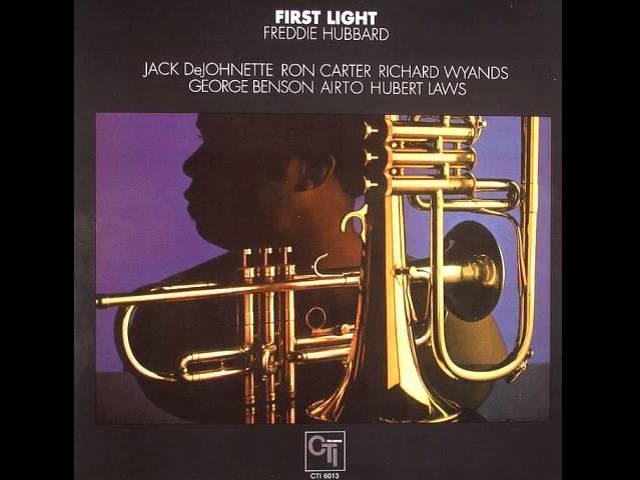 FIRST LIGHT
FREDDIE HUBBARD
JACK DeJOHNETTE RON CARTER RICHARD WYANDS
GEORGE BENSON AIRTO HUBERT LAWS
CTI
CTI 6013